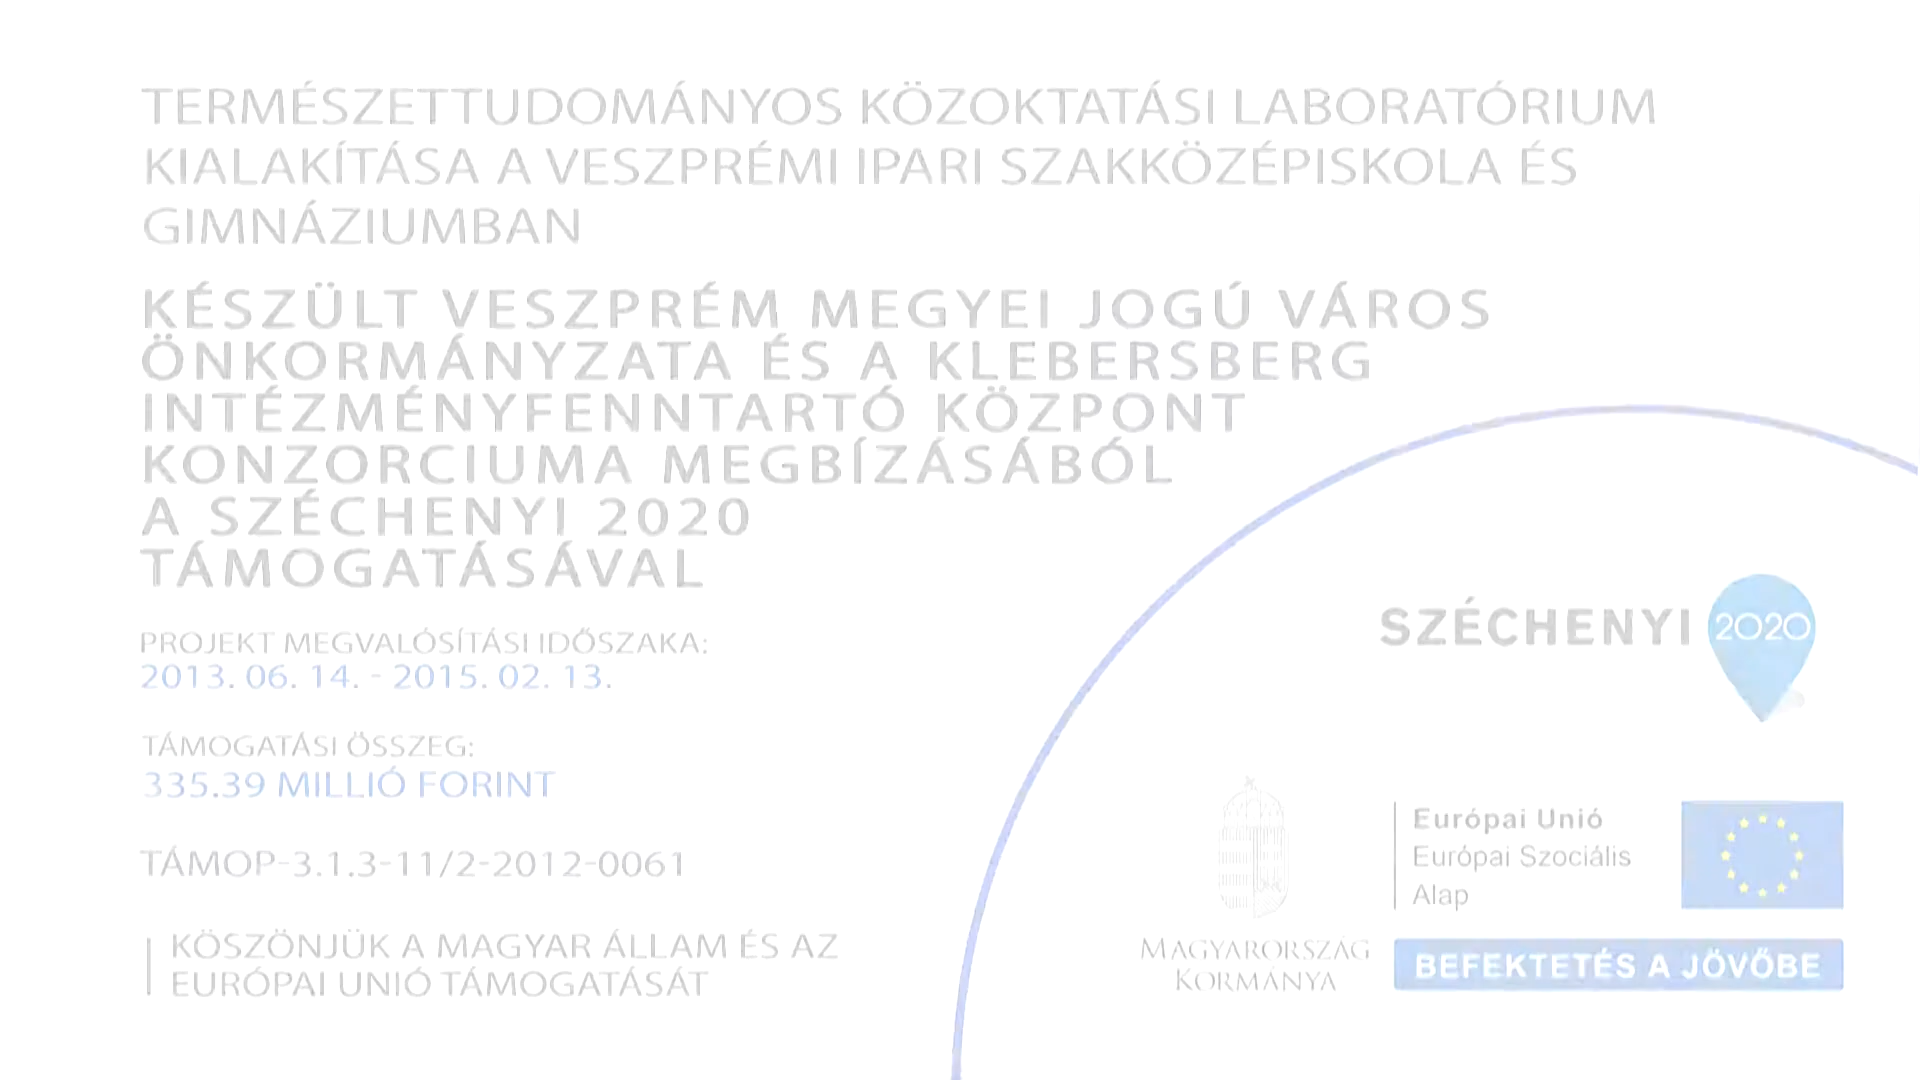 TERMÉSZETTUDOMÁNYOS KÖZOKTATÁSI LABORATÓRIUM
KIALAKÍTÁSA A VESZPRÉMI IPARI SZAKKÖZÉPISKOLA ÉS
GIMNÁZIUMBAN
KÉSZÜLT VESZPRÉM MEGYEI JOGÚ VÁROS
ÖNKORMÁNYZATA ÉS A KLEBERSBERG
INTÉZMÉNYFENNTARTÓ KÖZPONT
KONZORCIUMA MEGBÍZÁSÁBÓL
A SZÉCHENYI 2020
TÁMOGATÁSÁVAL
PROJEKT MEGVALÓSÍTÁSI IDŐSZAKA:
2013. 06. 14. - 2015. 02. 13.
TÁMOGATÁSI ÖSSZEG:
335.39 MILLIÓ FORINT
TÁMOP-3.1.3-11/2-2012-0061
KÖSZÖNJÜK A MAGYAR ÁLLAM ÉS AZ
EURÓPAI UNIÓ TÁMOGATÁSÁT
SZÉCHENYI 2020
MAGYARORSZÁG
KORMÁNYA
Európai Unió
Európai Szociális
Alap
BEFEKTETÉS A JÖVŐBE